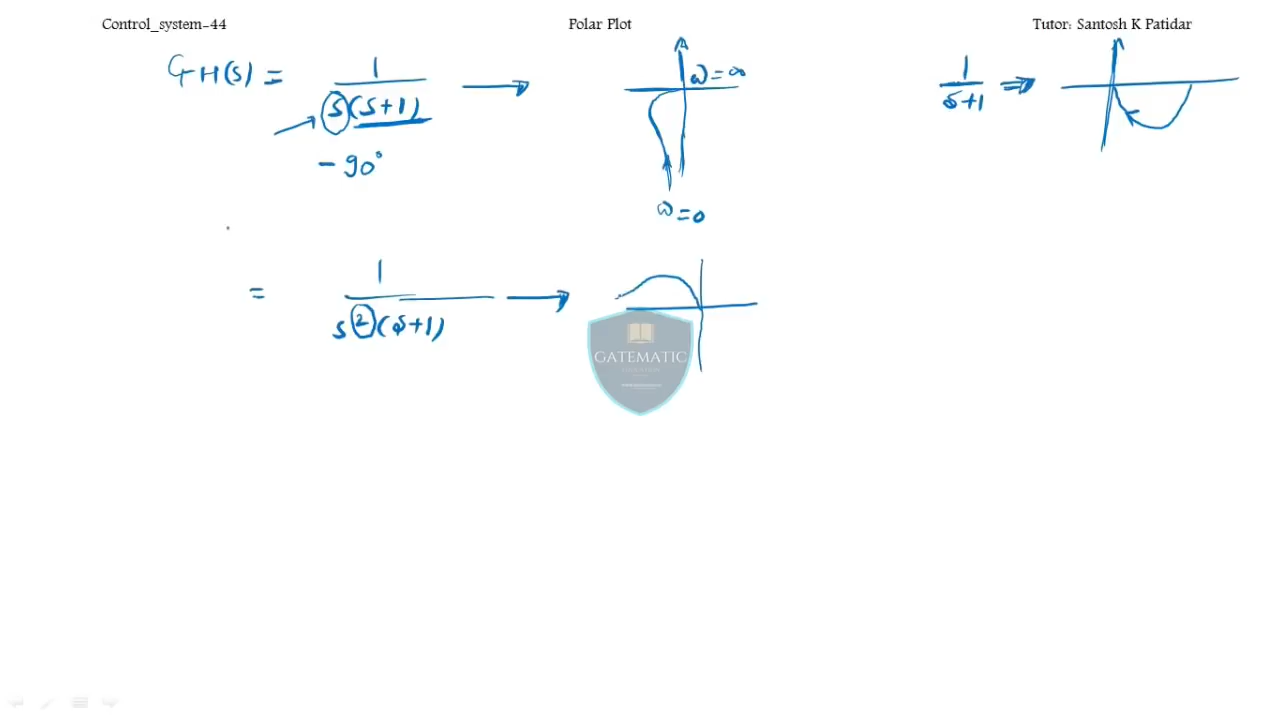 Control_system-44 Polar Plot Tutor: Santosh K Patidar
GH(s) = 1 / s(s+1) → ω=∞
-90°
ω=0
1 / s+1 ⇒
= 1 / s²(s+1) →
GATEMATIC